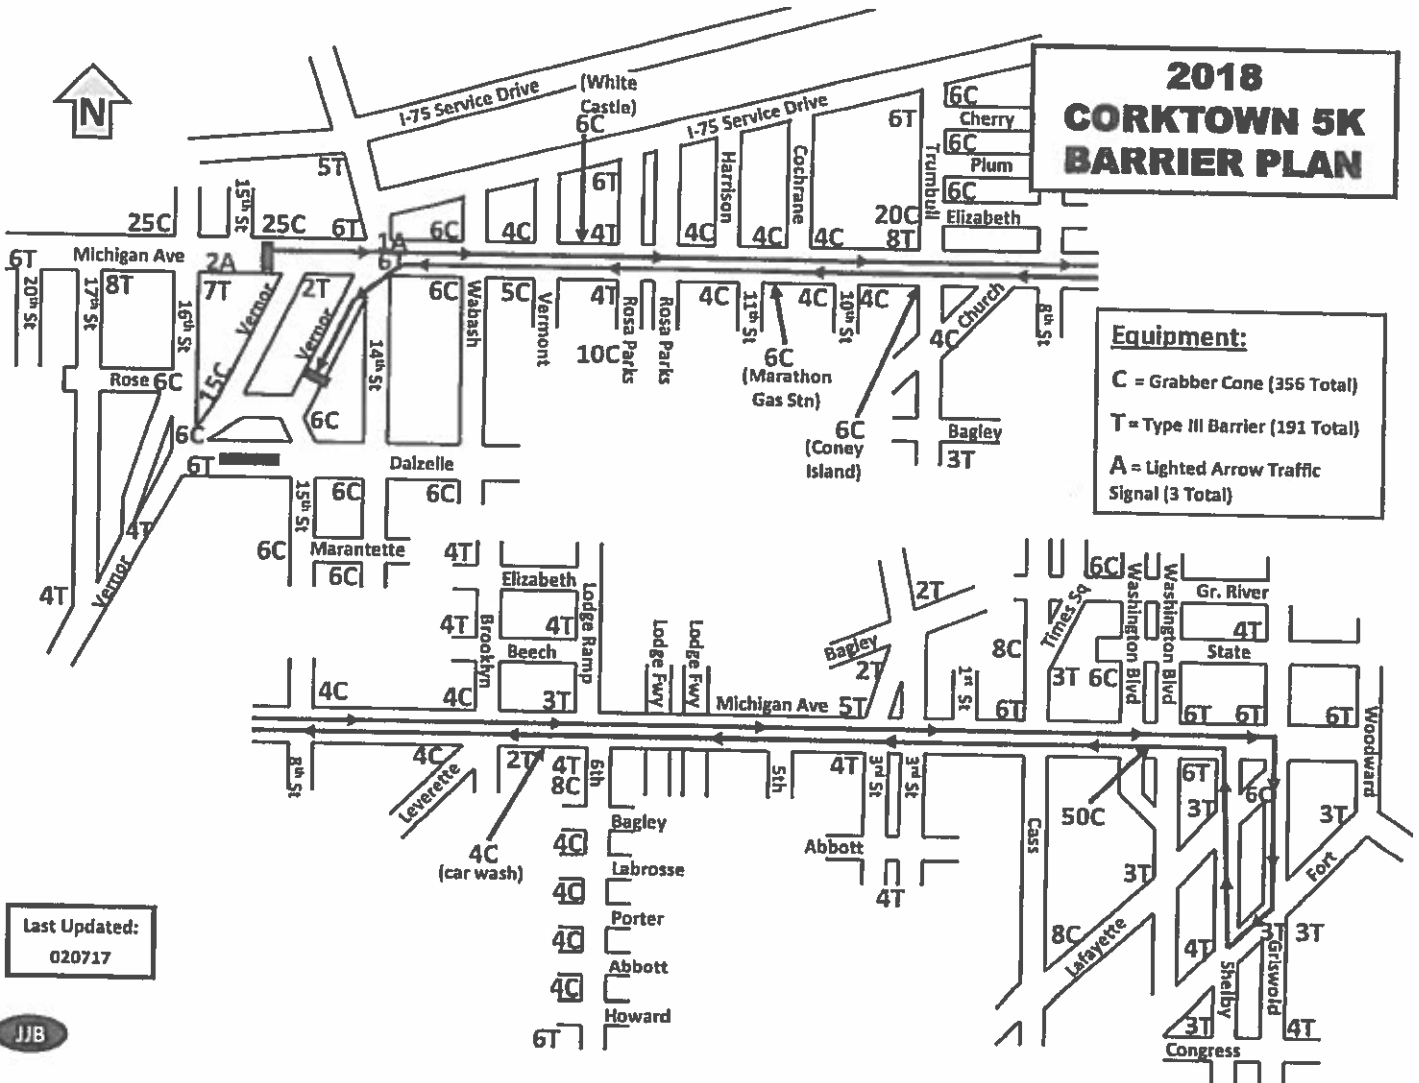 2018
CORKTOWN 5K
BARRIER PLAN
N
I-75 Service Drive
(White
Castle)
6C
I-75 Service Drive
6T
6C
Cherry
6C
Plum
6C
Elizabeth
Trumbull
5T
15th St
25C
25C
6T
1A
6C
4C
6T
4T
4C
Harrison
4C
Cochrane
4C
20C
8T
6T
Michigan Ave
2A
6T
20th St
17th St
8T
16th St
7T
Vernor
2T
Vernor
15C
14th St
6C
Wabash
5C
Vermont
4T
10C
Rosa Parks
Rosa Parks
4C
11th St
4C
10th St
4C
4C
Church
8th St
6C
(Marathon
Gas Stn)
6C
(Coney
Island)
Bagley
3T
Rose
6C
6C
6T
6C
Dalzelle
15th St
6C
6C
6C
Marantette
6C
4T
Vernor
4T
Equipment:
C = Grabber Cone (356 Total)
T = Type III Barrier (191 Total)
A = Lighted Arrow Traffic
Signal (3 Total)
4T
Elizabeth
4T
4T
Beech
Brooklyn
Lodge Ramp
Lodge Fwy
Lodge Fwy
4C
4C
3T
Michigan Ave
5T
Bagley
2T
2T
1st St
8C
6T
Times Sq
3T
6C
6C
Washington Blvd
Washington Blvd
Gr. River
4T
State
6T
6T
6T
Woodward
8th St
4C
Leverette
2T
4T
8C
6th
5th
4T
3rd St
3rd St
Abbott
4T
4C
(car wash)
4C
Bagley
4C
Labrosse
4C
Porter
4C
Abbott
6T
Howard
Cass
50C
6T
3T
6C
3T
3T
Fort
8C
Lafayette
4T
3T
3T
Shelby
Griswold
3T
4T
Congress
Last Updated:
020717
JJB